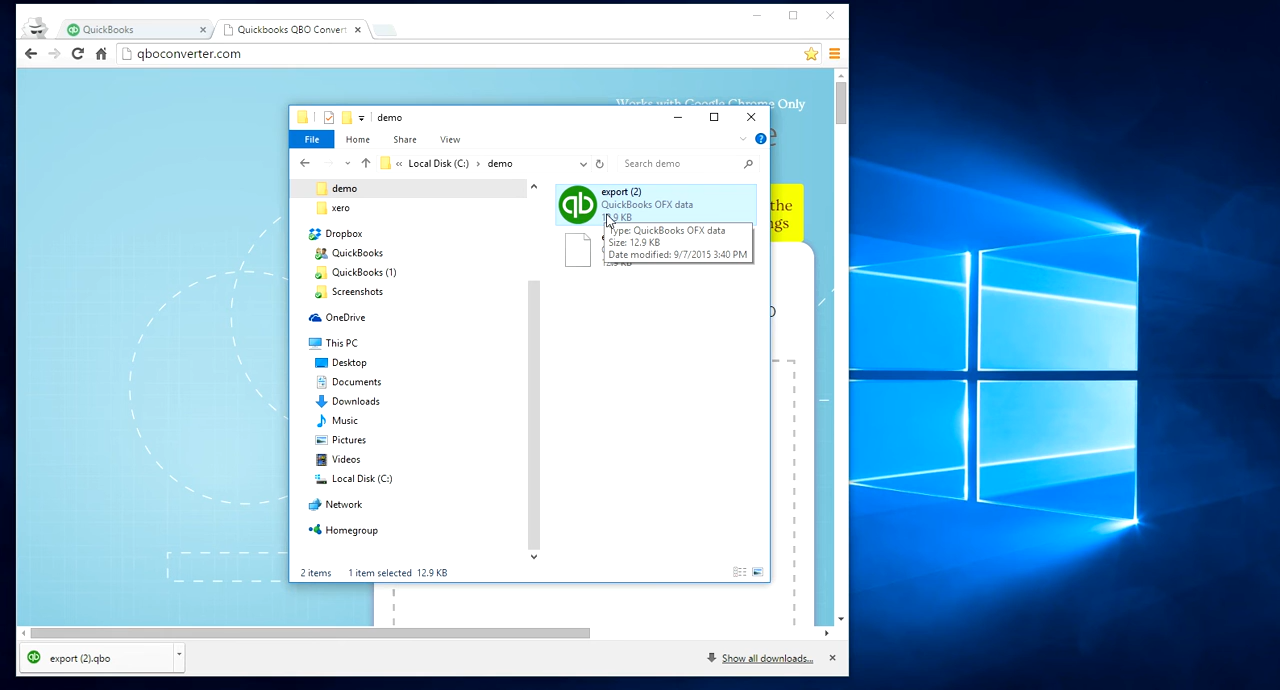 QuickBooks
Quickbooks QBO Convert
qboconverter.com
Works with Google Chrome Only
e
demo
File
Home
Share
View
« Local Disk (C:) › demo
Search demo
demo
xero
Dropbox
QuickBooks
QuickBooks (1)
Screenshots
OneDrive
This PC
Desktop
Documents
Downloads
Music
Pictures
Videos
Local Disk (C:)
Network
Homegroup
export (2)
QuickBooks OFX data
Type: QuickBooks OFX data
Size: 12.9 KB
Date modified: 9/7/2015 3:40 PM
the
gs
2 items 1 item selected 12.9 KB
export (2).qbo
Show all downloads...